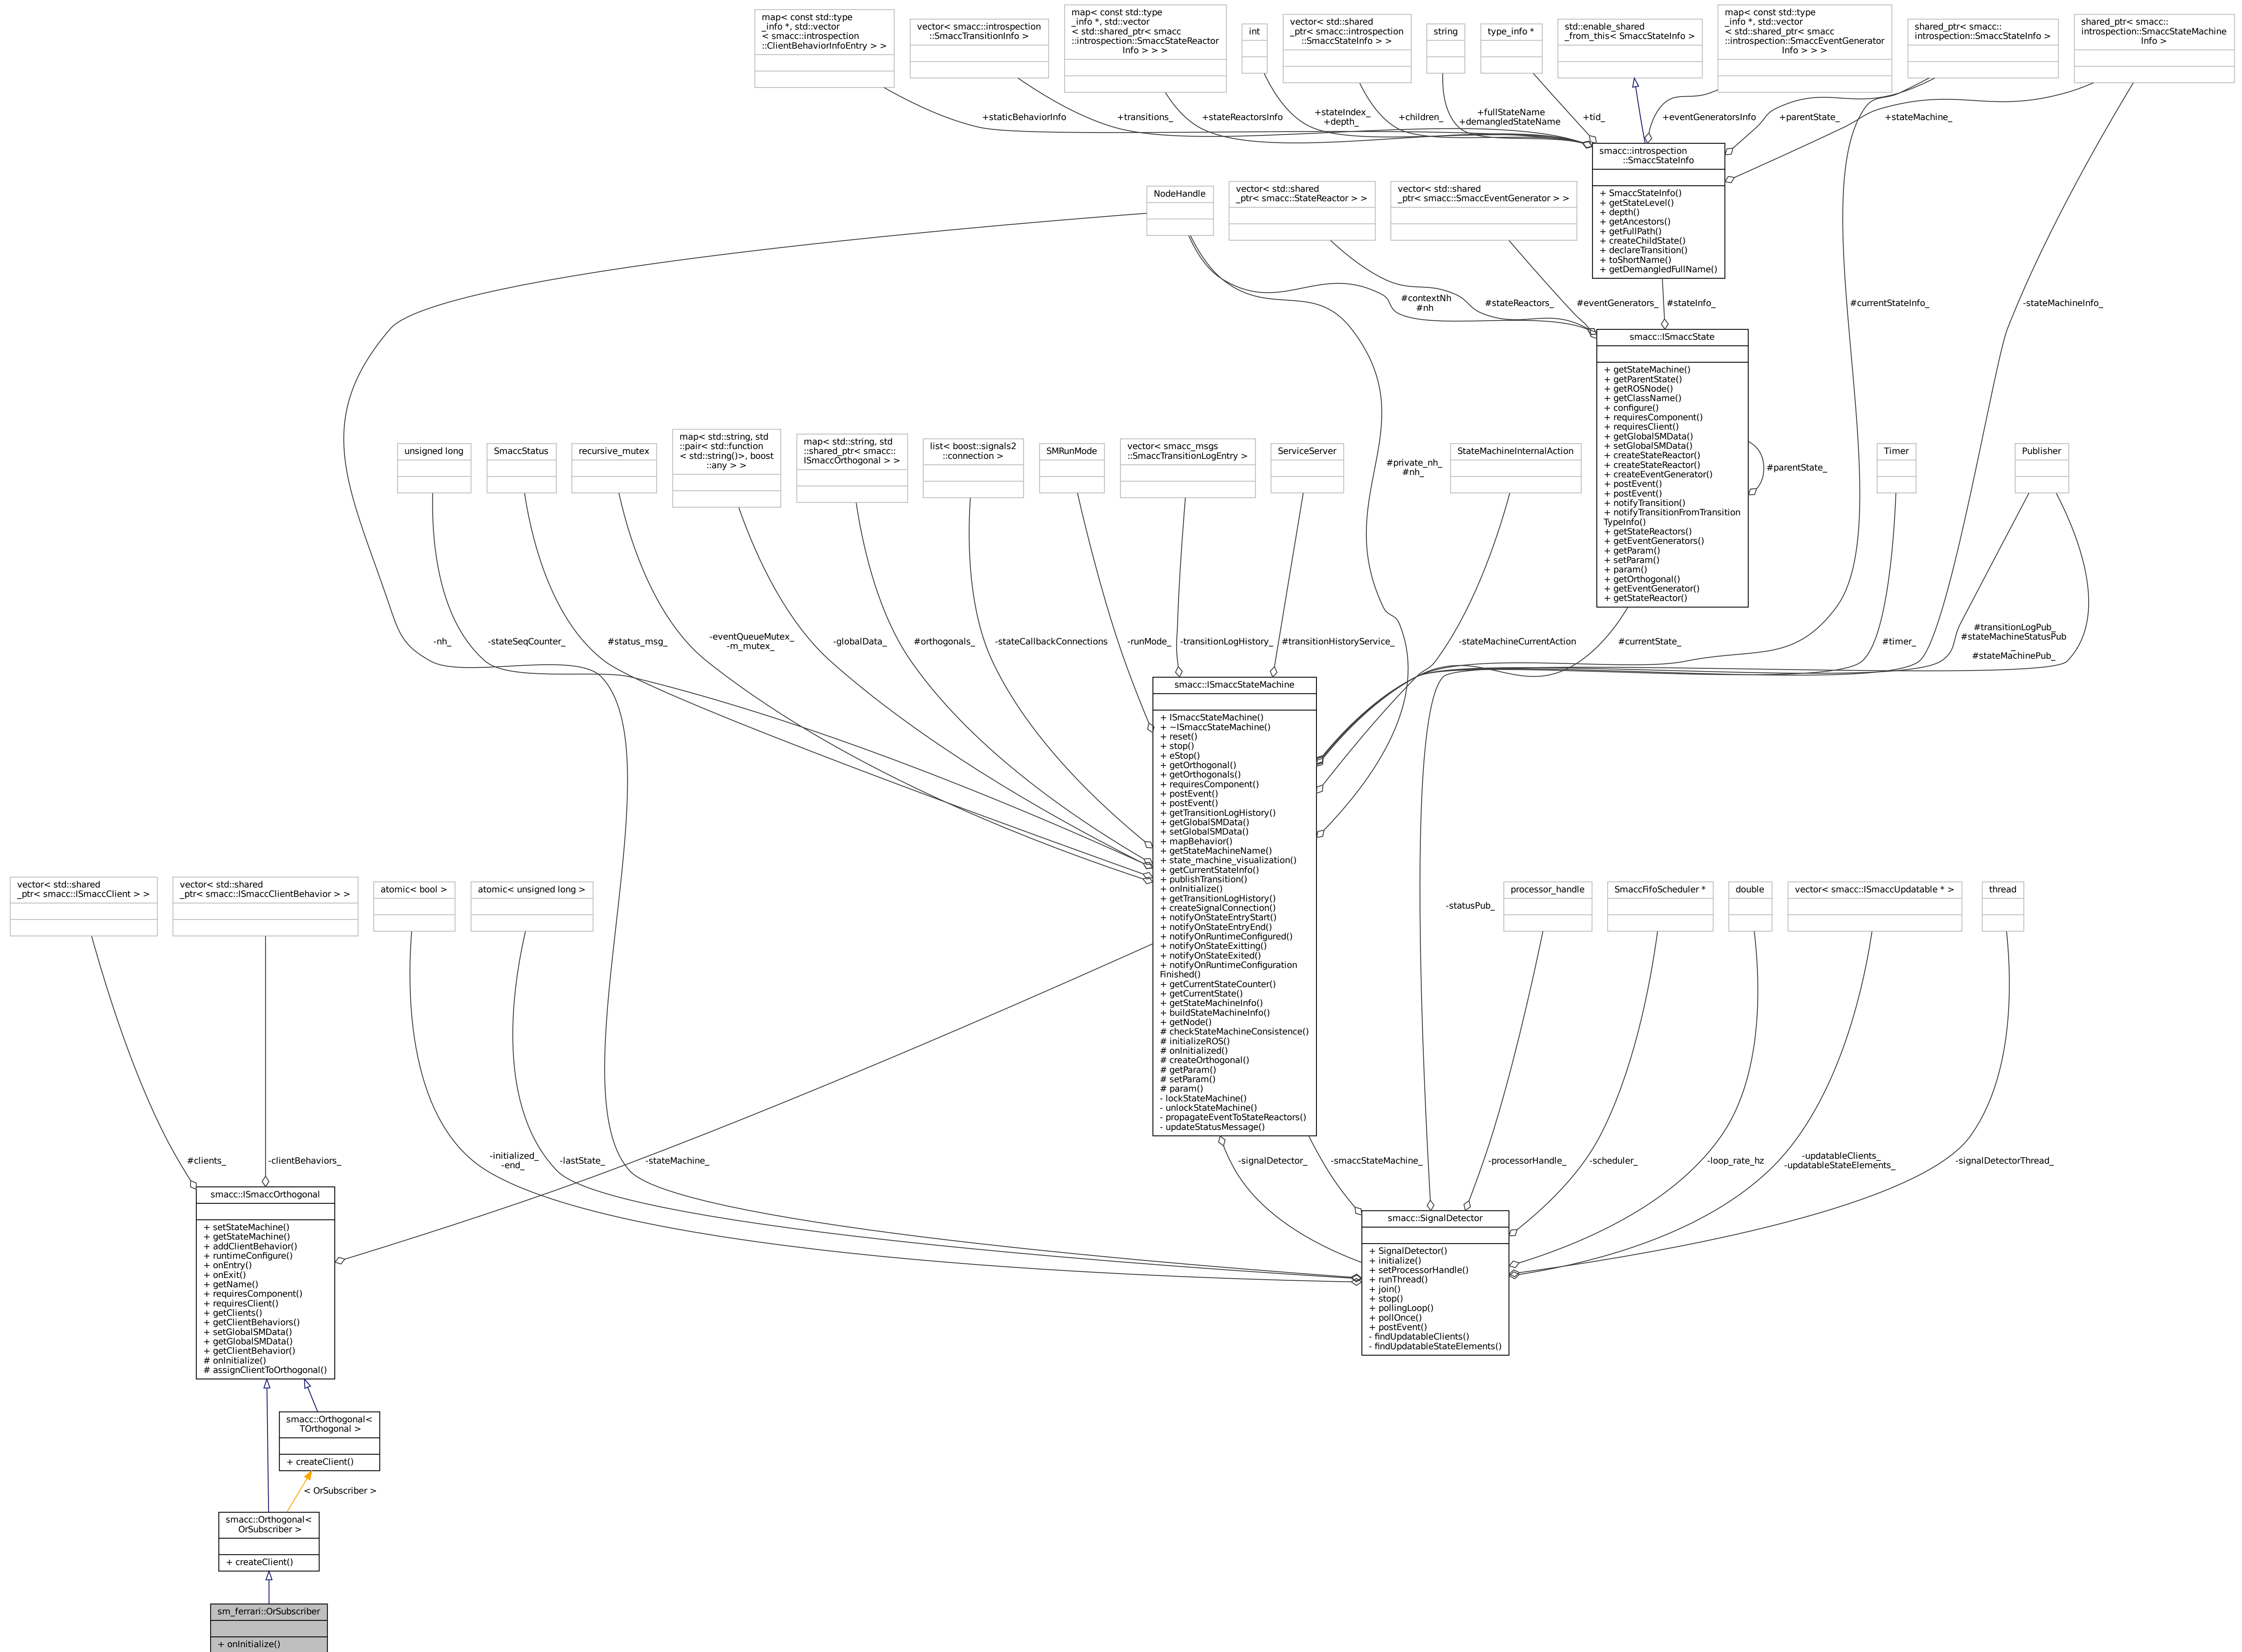 map< const std::type
_info *, std::vector
< smacc::introspection
::ClientBehaviorInfoEntry > >
vector< smacc::introspection
::SmaccTransitionInfo >
map< const std::type
_info *, std::vector
< std::shared_ptr< smacc
::introspection::SmaccStateReactor
Info > > >
int
vector< std::shared
_ptr< smacc::introspection
::SmaccStateInfo > >
string
type_info *
std::enable_shared
_from_this< SmaccStateInfo >
map< const std::type
_info *, std::vector
< std::shared_ptr< smacc
::introspection::SmaccEventGenerator
Info > > >
shared_ptr< smacc::
introspection::SmaccStateInfo >
shared_ptr< smacc::
introspection::SmaccStateMachine
Info >
+staticBehaviorInfo
+transitions_
+stateReactorsInfo
+stateIndex_
+depth_
+children_
+fullStateName
+demangledStateName
+tid_
+eventGeneratorsInfo
+parentState_
+stateMachine_
smacc::introspection
::SmaccStateInfo
+ SmaccStateInfo()
+ getStateLevel()
+ depth()
+ getAncestors()
+ getFullPath()
+ createChildState()
+ declareTransition()
+ toShortName()
+ getDemangledFullName()
NodeHandle
vector< std::shared
_ptr< smacc::StateReactor > >
vector< std::shared
_ptr< smacc::SmaccEventGenerator > >
#contextNh
#nh
#stateReactors_
#eventGenerators_
#stateInfo_
#currentStateInfo_
-stateMachineInfo_
smacc::ISmaccState
+ getStateMachine()
+ getParentState()
+ getROSNode()
+ getClassName()
+ configure()
+ requiresComponent()
+ requiresClient()
+ getGlobalSMData()
+ setGlobalSMData()
+ createStateReactor()
+ createStateReactor()
+ createEventGenerator()
+ postEvent()
+ postEvent()
+ notifyTransition()
+ notifyTransitionFromTransition
TypeInfo()
+ getStateReactors()
+ getEventGenerators()
+ getParam()
+ setParam()
+ param()
+ getOrthogonal()
+ getEventGenerator()
+ getStateReactor()
#parentState_
unsigned long
SmaccStatus
recursive_mutex
map< std::string, std
::pair< std::function
< std::string()>, boost
::any > >
map< std::string, std
::shared_ptr< smacc::
ISmaccOrthogonal > >
list< boost::signals2
::connection >
SMRunMode
vector< smacc_msgs
::SmaccTransitionLogEntry >
ServiceServer
#private_nh_
#nh_
StateMachineInternalAction
Timer
Publisher
-nh_
-stateSeqCounter_
#status_msg_
-eventQueueMutex_
-m_mutex_
-globalData_
#orthogonals_
-stateCallbackConnections
-runMode_
-transitionLogHistory_
#transitionHistoryService_
-stateMachineCurrentAction
#currentState_
#timer_
#transitionLogPub_
#stateMachineStatusPub
_
#stateMachinePub_
smacc::ISmaccStateMachine
+ ISmaccStateMachine()
+ ~ISmaccStateMachine()
+ reset()
+ stop()
+ eStop()
+ getOrthogonal()
+ getOrthogonals()
+ requiresComponent()
+ postEvent()
+ postEvent()
+ getTransitionLogHistory()
+ getGlobalSMData()
+ setGlobalSMData()
+ mapBehavior()
+ getStateMachineName()
+ state_machine_visualization()
+ getCurrentStateInfo()
+ publishTransition()
+ onInitialize()
+ getTransitionLogHistory()
+ createSignalConnection()
+ notifyOnStateEntryStart()
+ notifyOnStateEntryEnd()
+ notifyOnRuntimeConfigured()
+ notifyOnStateExitting()
+ notifyOnStateExited()
+ notifyOnRuntimeConfiguration
Finished()
+ getCurrentStateCounter()
+ getCurrentState()
+ getStateMachineInfo()
+ buildStateMachineInfo()
+ getNode()
# checkStateMachineConsistence()
# initializeROS()
# onInitialized()
# createOrthogonal()
# getParam()
# setParam()
# param()
- lockStateMachine()
- unlockStateMachine()
- propagateEventToStateReactors()
- updateStatusMessage()
vector< std::shared
_ptr< smacc::ISmaccClient > >
vector< std::shared
_ptr< smacc::ISmaccClientBehavior > >
atomic< bool >
atomic< unsigned long >
-statusPub_
processor_handle
SmaccFifoScheduler *
double
vector< smacc::ISmaccUpdatable * >
thread
#clients_
-clientBehaviors_
-initialized_
-end_
-lastState_
-stateMachine_
-signalDetector_
-smaccStateMachine_
-processorHandle_
-scheduler_
-loop_rate_hz
-updatableClients_
-updatableStateElements_
-signalDetectorThread_
smacc::ISmaccOrthogonal
+ setStateMachine()
+ getStateMachine()
+ addClientBehavior()
+ runtimeConfigure()
+ onEntry()
+ onExit()
+ getName()
+ requiresComponent()
+ requiresClient()
+ getClients()
+ getClientBehaviors()
+ setGlobalSMData()
+ getGlobalSMData()
+ getClientBehavior()
# onInitialize()
# assignClientToOrthogonal()
smacc::SignalDetector
+ SignalDetector()
+ initialize()
+ setProcessorHandle()
+ runThread()
+ join()
+ stop()
+ pollingLoop()
+ pollOnce()
+ postEvent()
- findUpdatableClients()
- findUpdatableStateElements()
smacc::Orthogonal<
TOrthogonal >
+ createClient()
< OrSubscriber >
smacc::Orthogonal<
OrSubscriber >
+ createClient()
sm_ferrari::OrSubscriber
+ onInitialize()